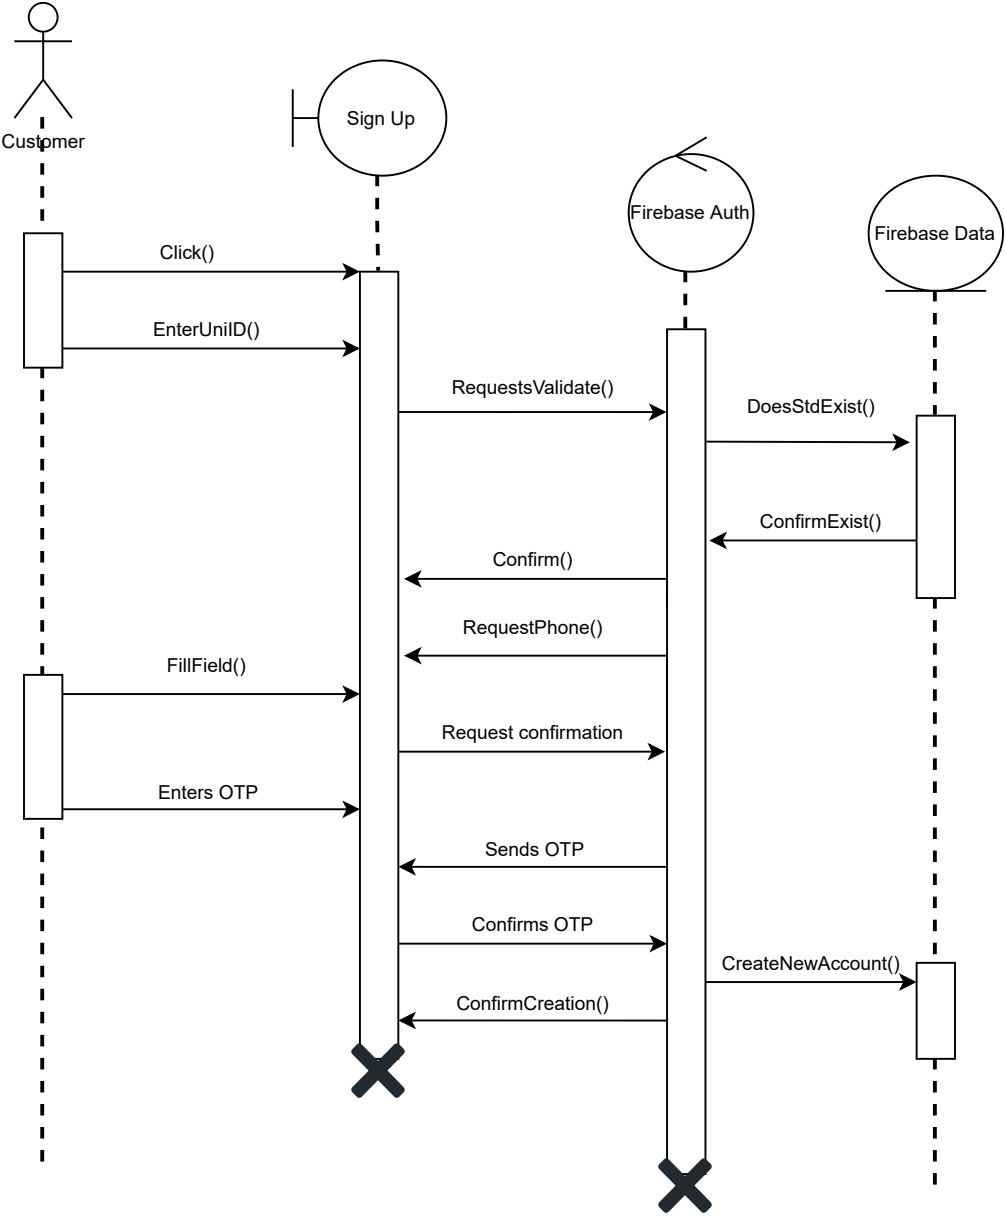 Customer
Sign Up
Firebase Auth
Firebase Data
Click()
EnterUniID()
RequestsValidate()
DoesStdExist()
ConfirmExist()
Confirm()
RequestPhone()
FillField()
Request confirmation
Enters OTP
Sends OTP
Confirms OTP
CreateNewAccount()
ConfirmCreation()